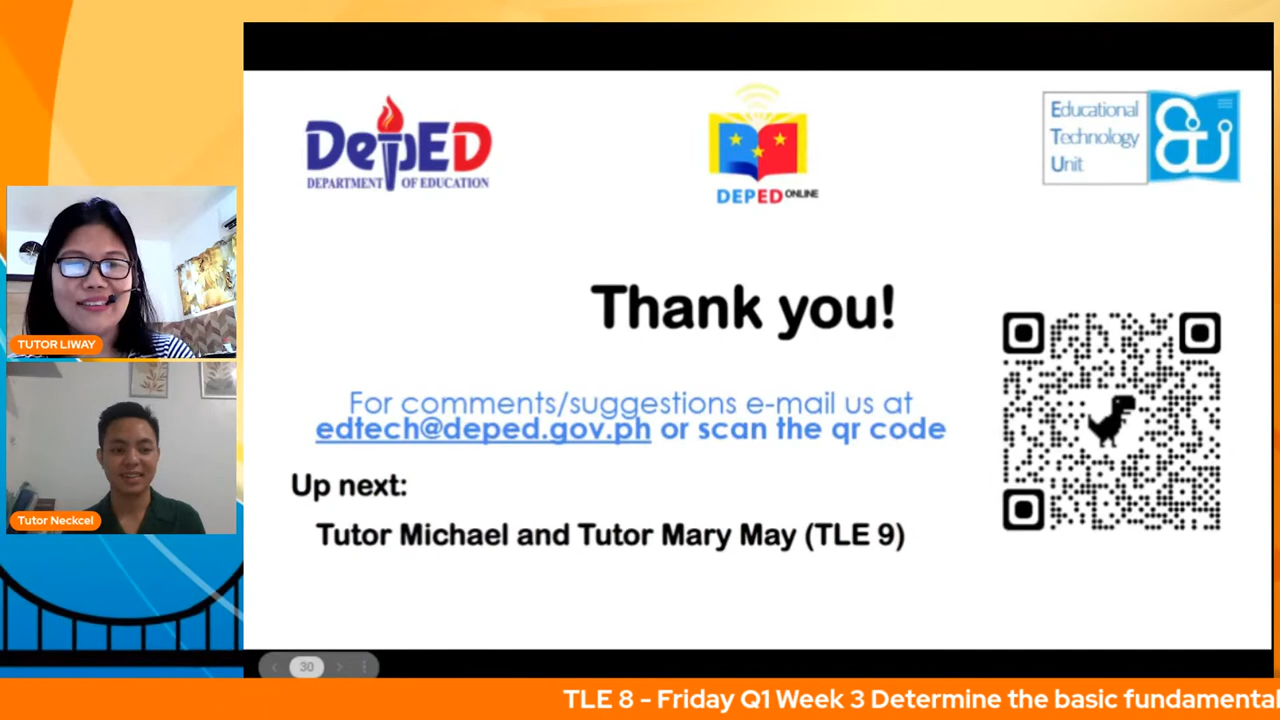 DepED
DEPARTMENT OF EDUCATION
DEPED ONLINE
Educational
Technology
Unit
Thank you!
For comments/suggestions e-mail us at
edtech@deped.gov.ph or scan the qr code
Up next:
Tutor Michael and Tutor Mary May (TLE 9)
TUTOR LIWAY
Tutor Neckcel
30
TLE 8 - Friday Q1 Week 3 Determine the basic fundamental